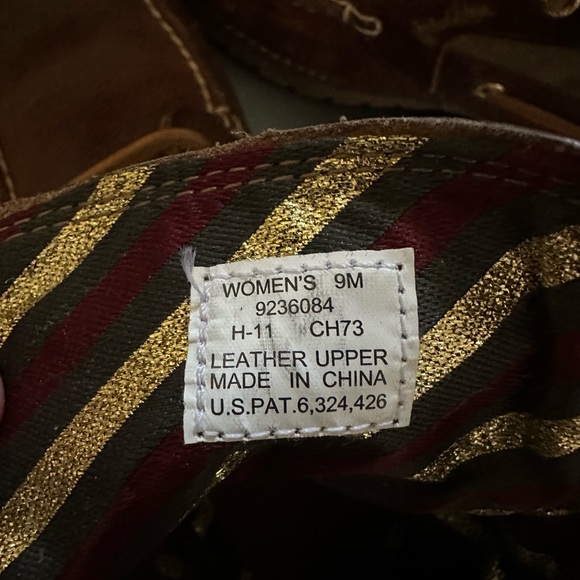 WOMEN'S 9M
9236084
H-11 CH73
LEATHER UPPER
MADE IN CHINA
U.S.PAT.6,324,426